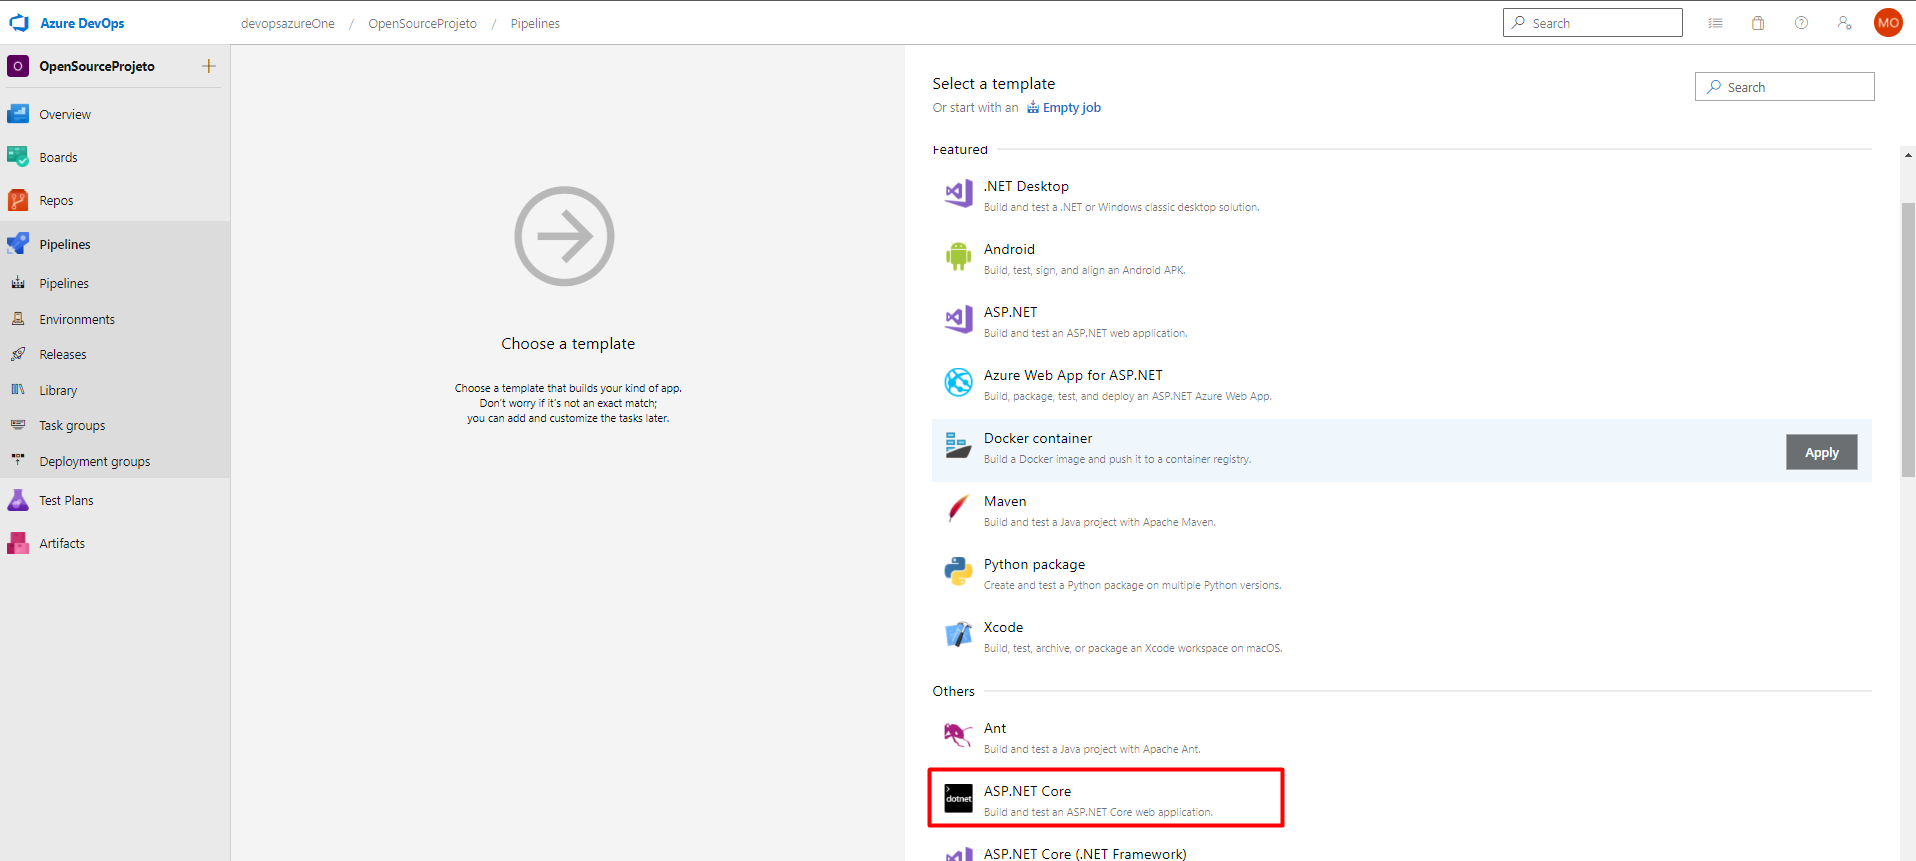 Azure DevOps
devopsazureOne / OpenSourceProjeto / Pipelines
Search
MO
O OpenSourceProjeto
Overview
Boards
Repos
Pipelines
Pipelines
Environments
Releases
Library
Task groups
Deployment groups
Test Plans
Artifacts
Choose a template
Choose a template that builds your kind of app.
Don't worry if it's not an exact match;
you can add and customize the tasks later.
Select a template
Or start with an Empty job
Search
Featured
.NET Desktop
Build and test a .NET or Windows classic desktop solution.
Android
Build, test, sign, and align an Android APK.
ASP.NET
Build and test an ASP.NET web application.
Azure Web App for ASP.NET
Build, package, test, and deploy an ASP.NET Azure Web App.
Docker container
Build a Docker image and push it to a container registry.
Apply
Maven
Build and test a Java project with Apache Maven.
Python package
Create and test a Python package on multiple Python versions.
Xcode
Build, test, archive, or package an Xcode workspace on macOS.
Others
Ant
Build and test a Java project with Apache Ant.
dotnet
ASP.NET Core
Build and test an ASP.NET Core web application.
ASP.NET Core (.NET Framework)